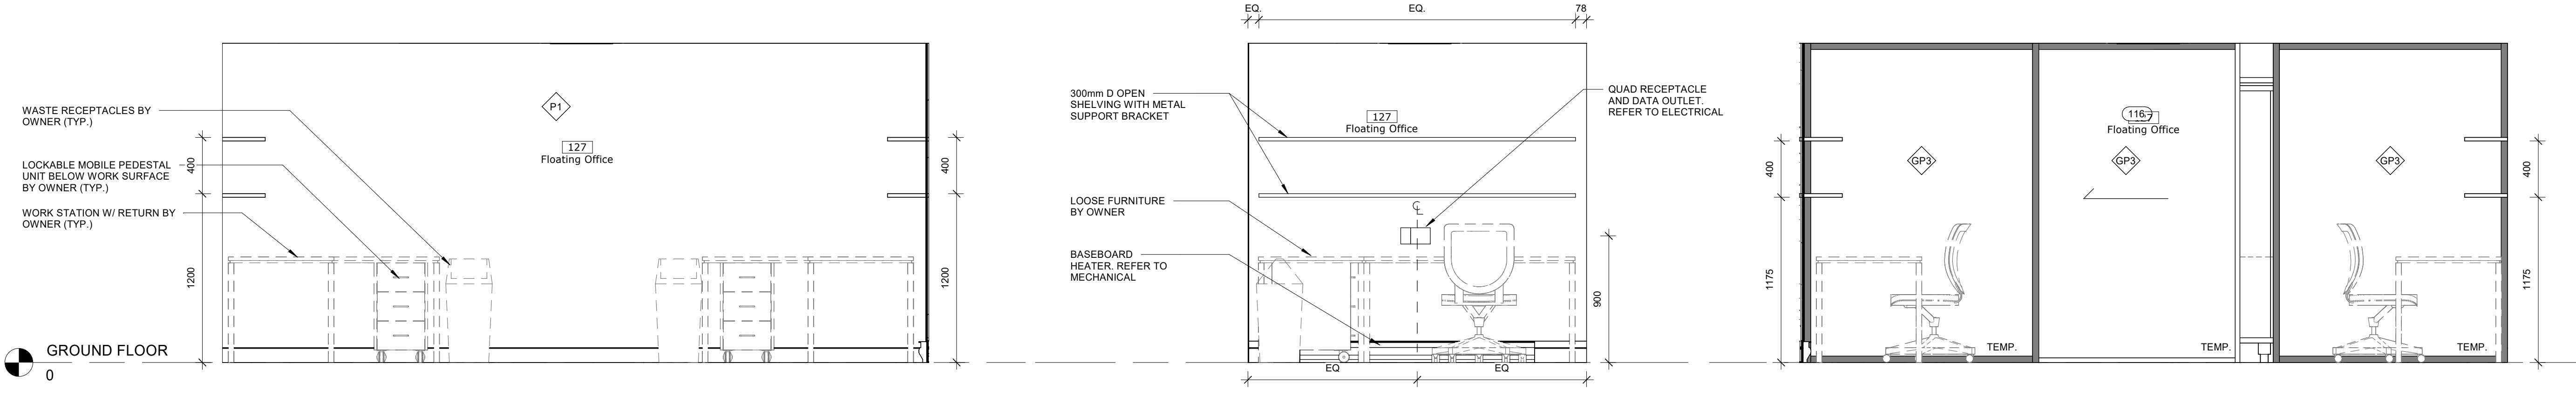 WASTE RECEPTACLES BY
OWNER (TYP.)
LOCKABLE MOBILE PEDESTAL
UNIT BELOW WORK SURFACE
BY OWNER (TYP.)
WORK STATION W/ RETURN BY
OWNER (TYP.)
400
1200
P1
127
Floating Office
400
1200
GROUND FLOOR
0
EQ.
EQ.
78
300mm D OPEN
SHELVING WITH METAL
SUPPORT BRACKET
127
Floating Office
QUAD RECEPTACLE
AND DATA OUTLET.
REFER TO ELECTRICAL
LOOSE FURNITURE
BY OWNER
CL
BASEBOARD
HEATER. REFER TO
MECHANICAL
900
EQ
EQ
400
1175
GP3
116
Floating Office
GP3
GP3
TEMP.
TEMP.
TEMP.
400
1175